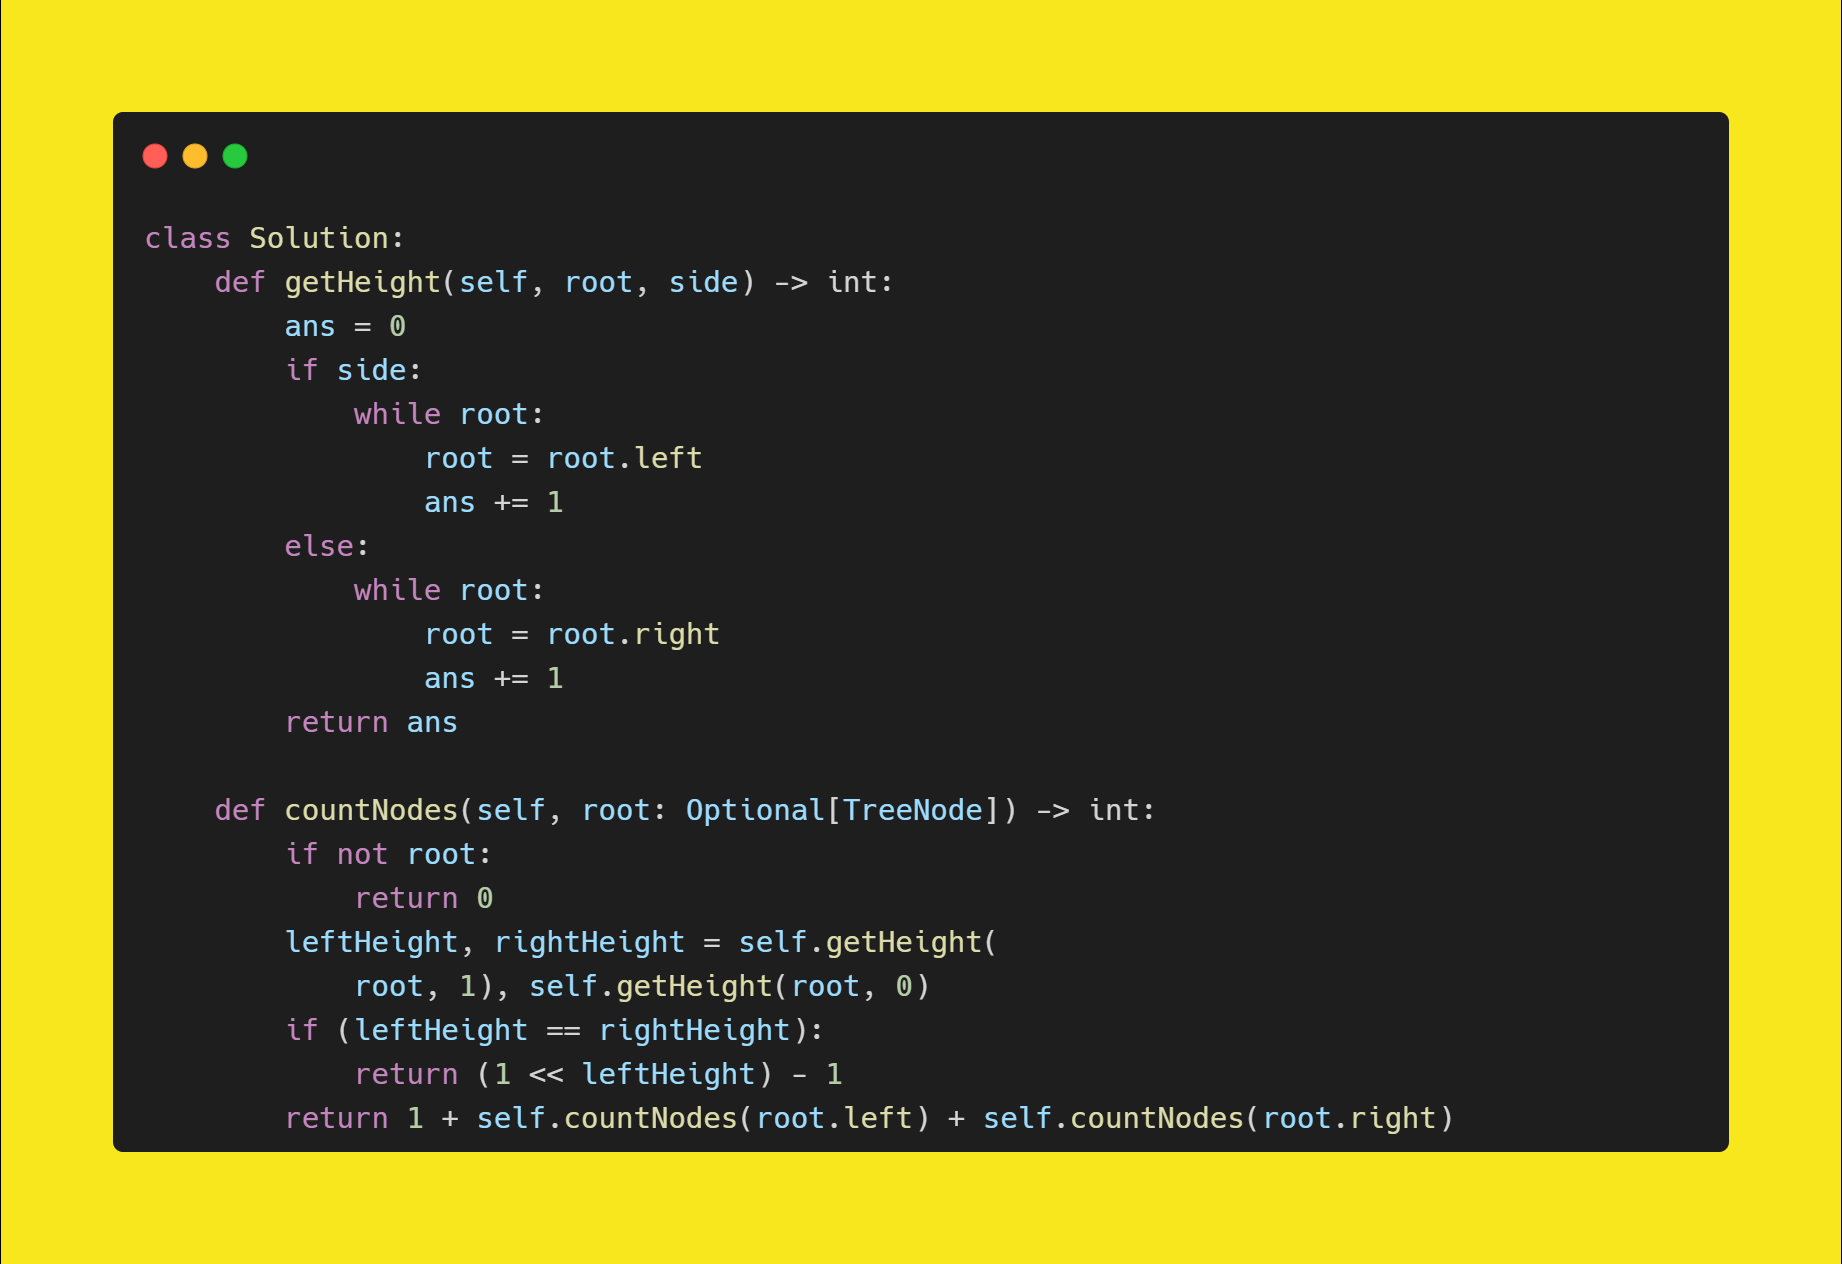 class Solution:
    def getHeight(self, root, side) -> int:
        ans = 0
        if side:
            while root:
                root = root.left
                ans += 1
        else:
            while root:
                root = root.right
                ans += 1
        return ans

    def countNodes(self, root: Optional[TreeNode]) -> int:
        if not root:
            return 0
        leftHeight, rightHeight = self.getHeight(
            root, 1), self.getHeight(root, 0)
        if (leftHeight == rightHeight):
            return (1 << leftHeight) - 1
        return 1 + self.countNodes(root.left) + self.countNodes(root.right)